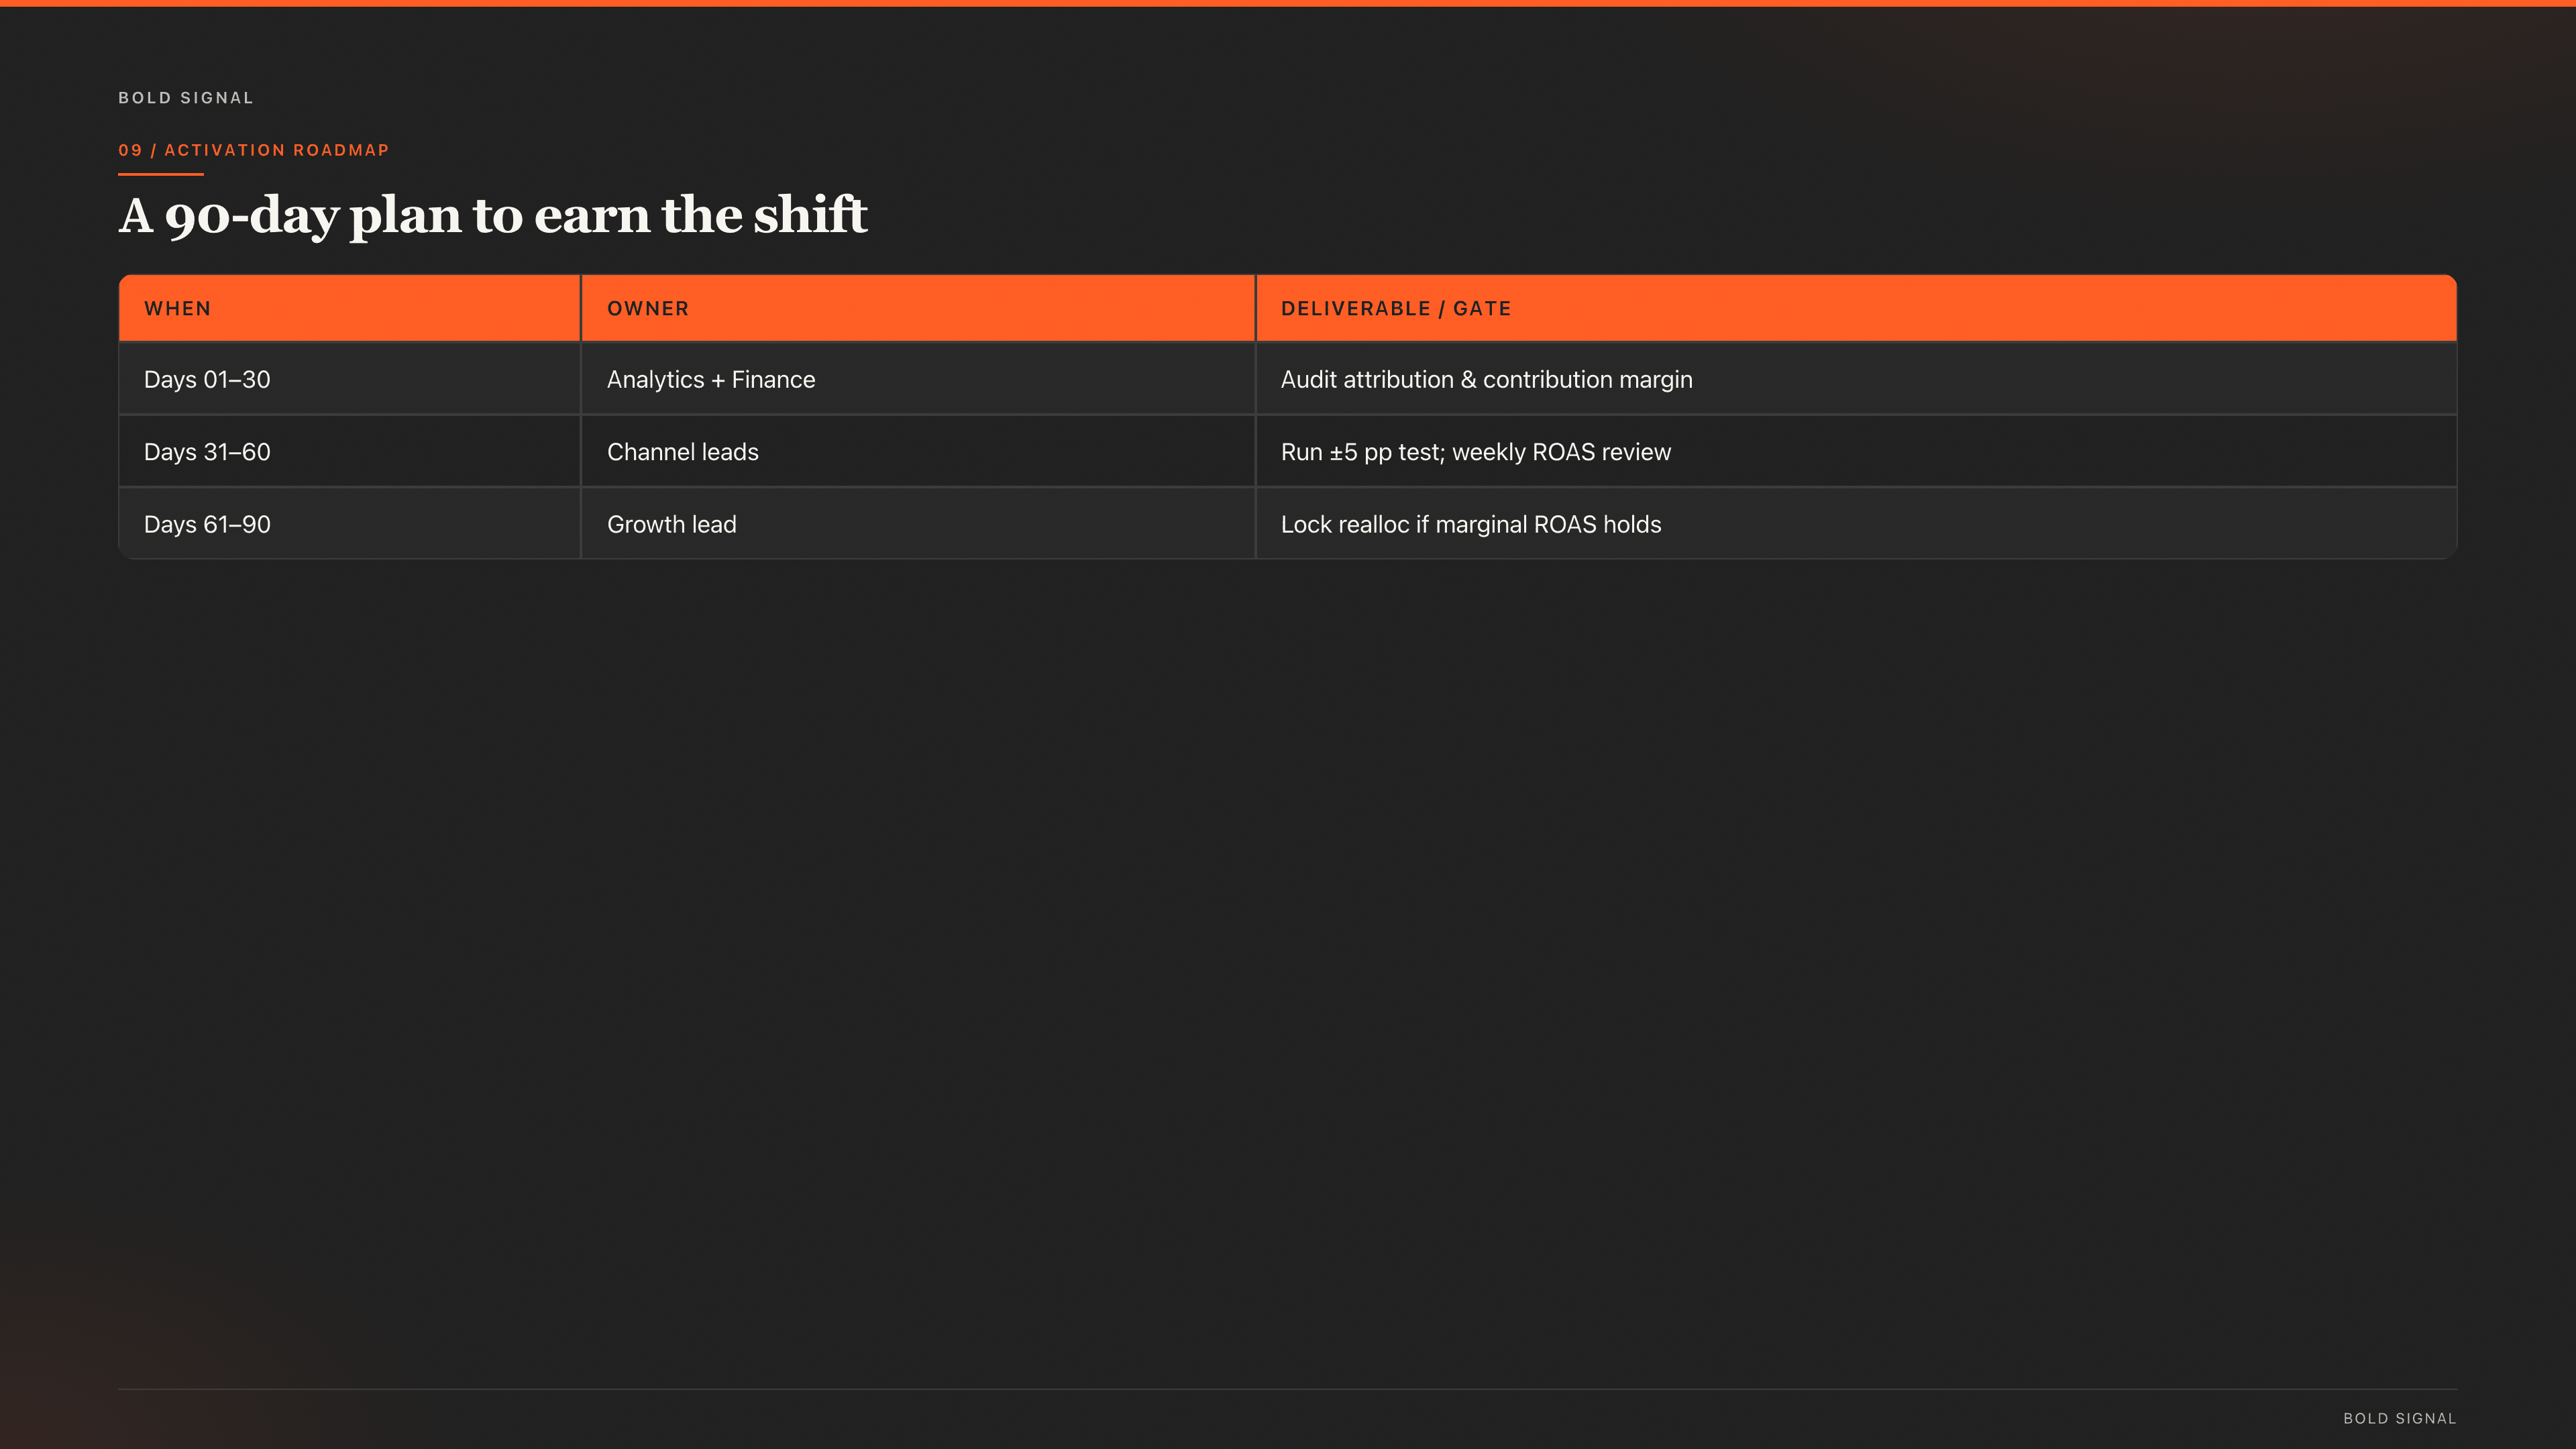 BOLD SIGNAL
09 / ACTIVATION ROADMAP
A 90-day plan to earn the shift
WHEN OWNER DELIVERABLE / GATE
Days 01–30 Analytics + Finance Audit attribution & contribution margin
Days 31–60 Channel leads Run ±5 pp test; weekly ROAS review
Days 61–90 Growth lead Lock realloc if marginal ROAS holds
BOLD SIGNAL